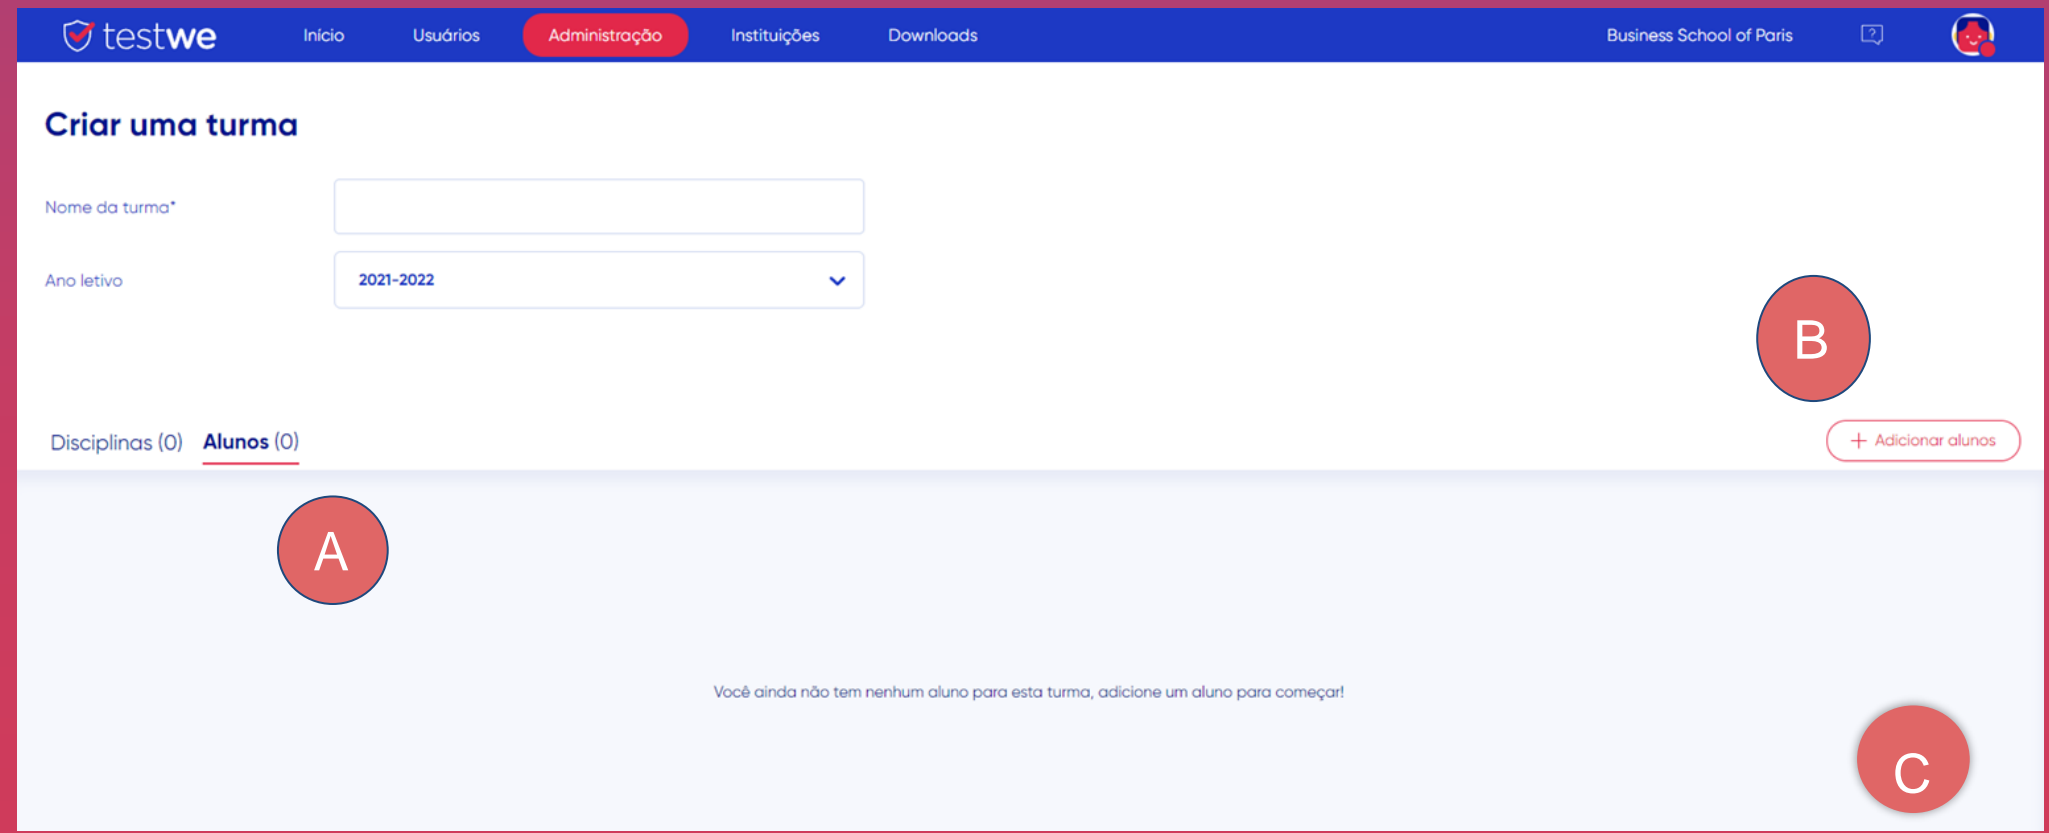 testwe Início Usuários Administração Instituições Downloads Business School of Paris ?
Criar uma turma
Nome da turma*
Ano letivo 2021-2022
B
Disciplinas (0) Alunos (0) + Adicionar alunos
A
Você ainda não tem nenhum aluno para esta turma, adicione um aluno para começar!
C